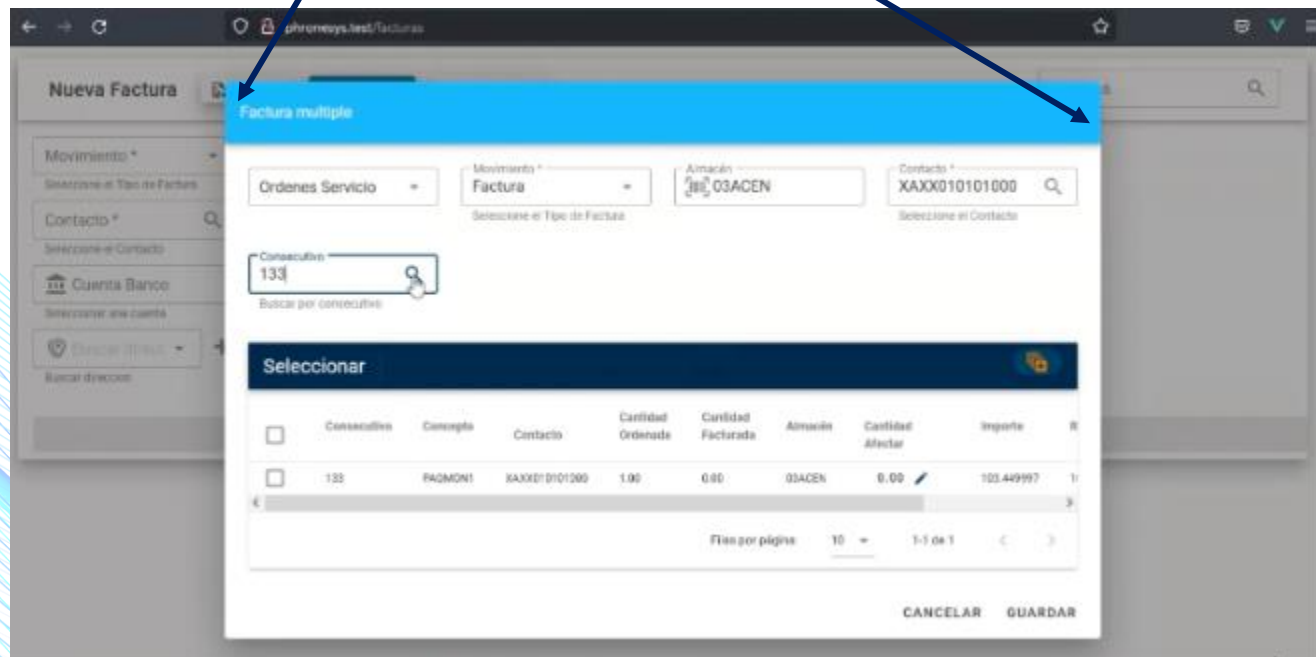 phronesys.test/facturas
Nueva Factura
Factura multiple
Movimiento *
Seleccione el Tipo de Factura
Contacto *
Seleccione el Contacto
Cuenta Banco
Seleccionar una cuenta
Buscar direccion
Ordenes Servicio
Movimiento *
Factura
Seleccione el Tipo de Factura
Almacén
03ACEN
Contacto *
XAXX010101000
Seleccione el Contacto
Consecutivo
133
Buscar por consecutivo
Seleccionar
Consecutivo Concepto Contacto Cantidad Ordenada Cantidad Facturada Almacén Cantidad Afectar Importe
133 PAGMON1 XAXX010101000 1.00 0.00 03ACEN 0.00 103.449997
Filas por página 10 1-1 de 1
CANCELAR GUARDAR